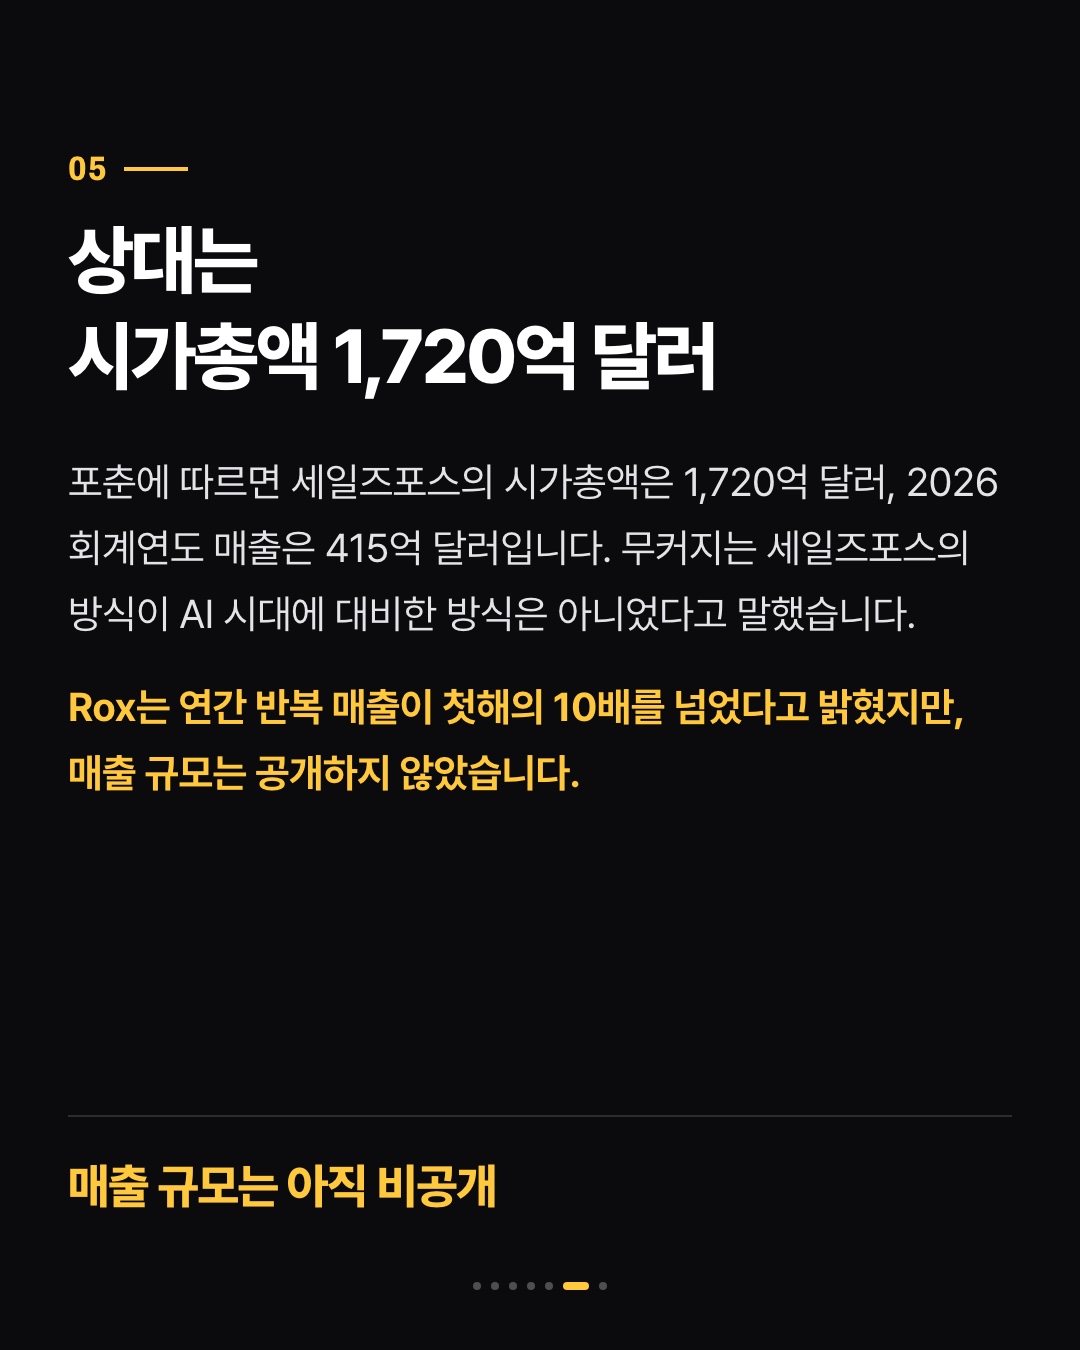 05
상대는
시가총액 1,720억 달러
포춘에 따르면 세일즈포스의 시가총액은 1,720억 달러, 2026
회계연도 매출은 415억 달러입니다. 무커지는 세일즈포스의
방식이 AI 시대에 대비한 방식은 아니었다고 말했습니다.
Rox는 연간 반복 매출이 첫해의 10배를 넘었다고 밝혔지만,
매출 규모는 공개하지 않았습니다.
매출 규모는 아직 비공개